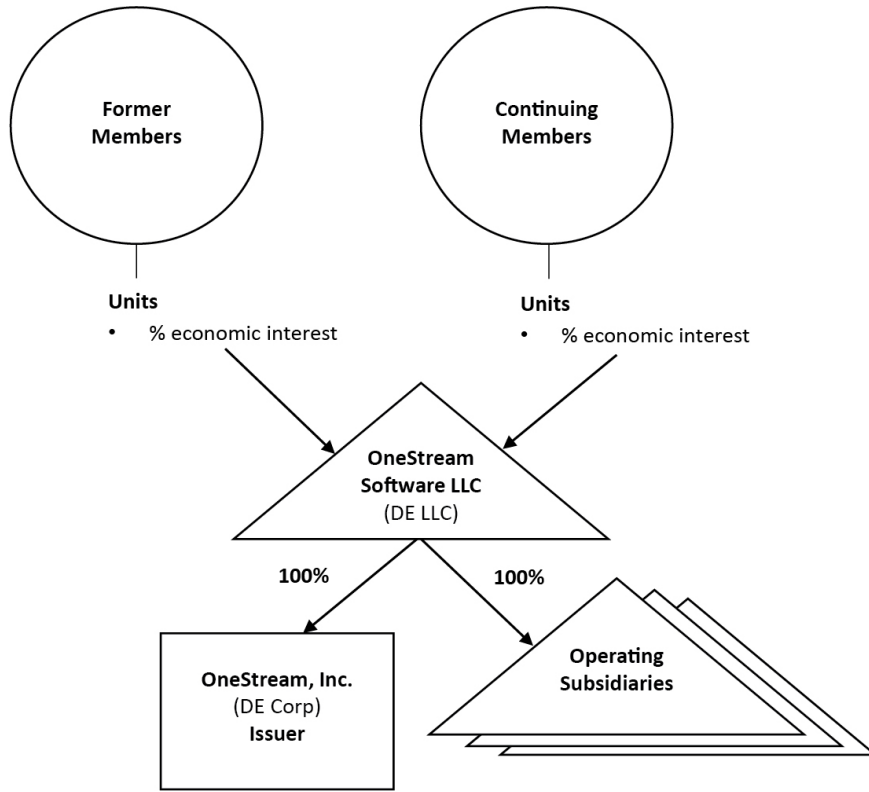 Former
Members
Continuing
Members
Units
• % economic interest
Units
• % economic interest
OneStream
Software LLC
(DE LLC)
100%
100%
OneStream, Inc.
(DE Corp)
Issuer
Operating
Subsidiaries